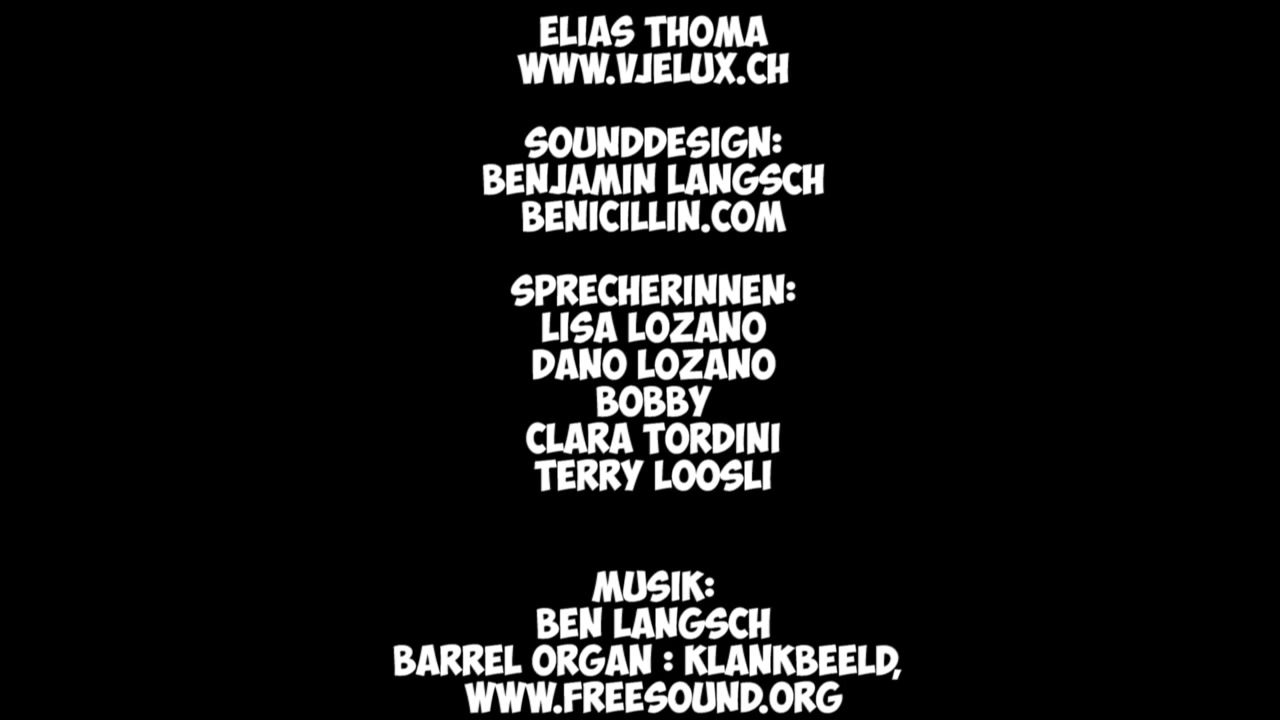 ELIAS THOMA
WWW.VJELUX.CH
SOUNDDESIGN:
BENJAMIN LANGSCH
BENICILLIN.COM
SPRECHERINNEN:
LISA LOZANO
DANO LOZANO
BOBBY
CLARA TORDINI
TERRY LOOSLI
MUSIK:
BEN LANGSCH
BARREL ORGAN : KLANKBEELD,
WWW.FREESOUND.ORG